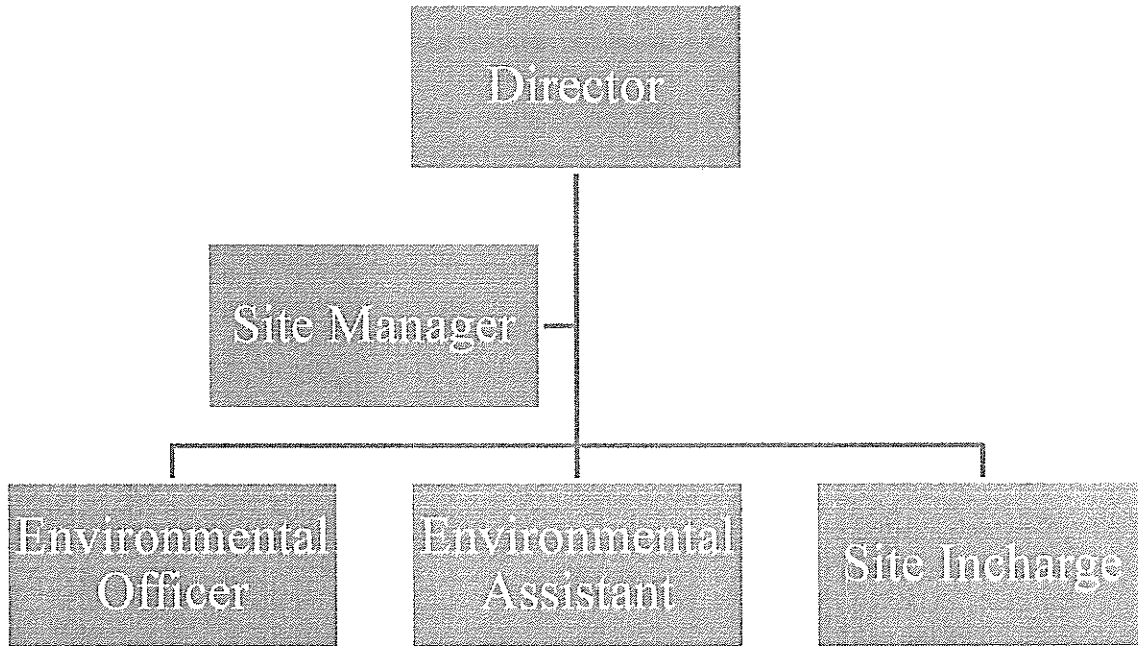 Director
Site Manager
Environmental
Officer
Environmental
Assistant
Site Incharge